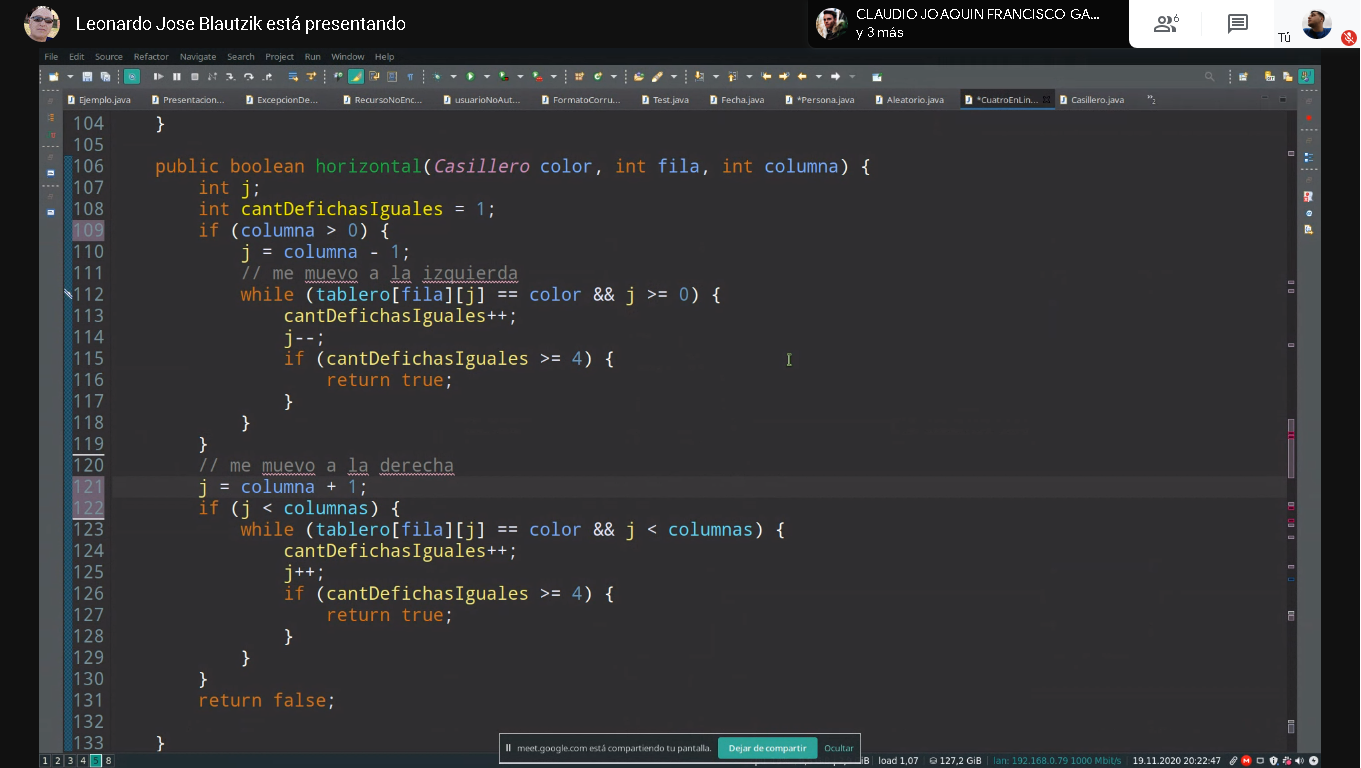 Leonardo Jose Blautzik está presentando
CLAUDIO JOAQUIN FRANCISCO GA...
y 3 más
6
Tú
File Edit Source Refactor Navigate Search Project Run Window Help
Ejemplo.java Presentacion... ExcepcionDe... RecursoNoEnc... usuarioNoAut... FormatoCorru... Test.java Fecha.java *Persona.java Aleatorio.java *CuatroEnLin... Casillero.java »2
104 }
105
106 public boolean horizontal(Casillero color, int fila, int columna) {
107 int j;
108 int cantDefichasIguales = 1;
109 if (columna > 0) {
110 j = columna - 1;
111 // me muevo a la izquierda
112 while (tablero[fila][j] == color && j >= 0) {
113 cantDefichasIguales++;
114 j--;
115 if (cantDefichasIguales >= 4) {
116 return true;
117 }
118 }
119 }
120 // me muevo a la derecha
121 j = columna + 1;
122 if (j < columnas) {
123 while (tablero[fila][j] == color && j < columnas) {
124 cantDefichasIguales++;
125 j++;
126 if (cantDefichasIguales >= 4) {
127 return true;
128 }
129 }
130 }
131 return false;
132
133 }
meet.google.com está compartiendo tu pantalla. Dejar de compartir Ocultar
1 2 3 4 5 8 load 1,07 127,2 GiB lan: 192.168.0.79 1000 Mbit/s 19.11.2020 20:22:47